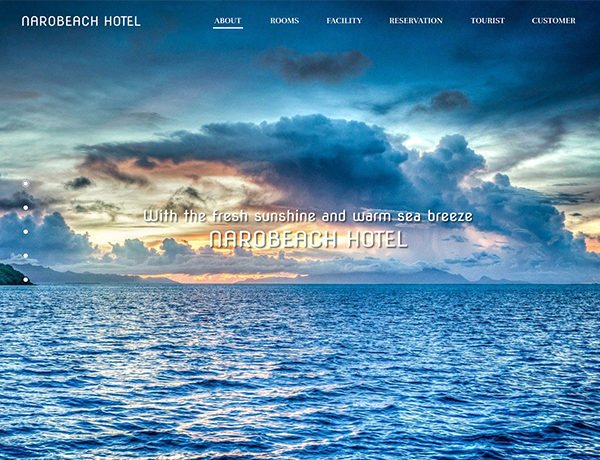 NAROBEACH HOTEL
ABOUT
ROOMS
FACILITY
RESERVATION
TOURIST
CUSTOMER
With the fresh sunshine and warm sea breeze
NAROBEACH HOTEL